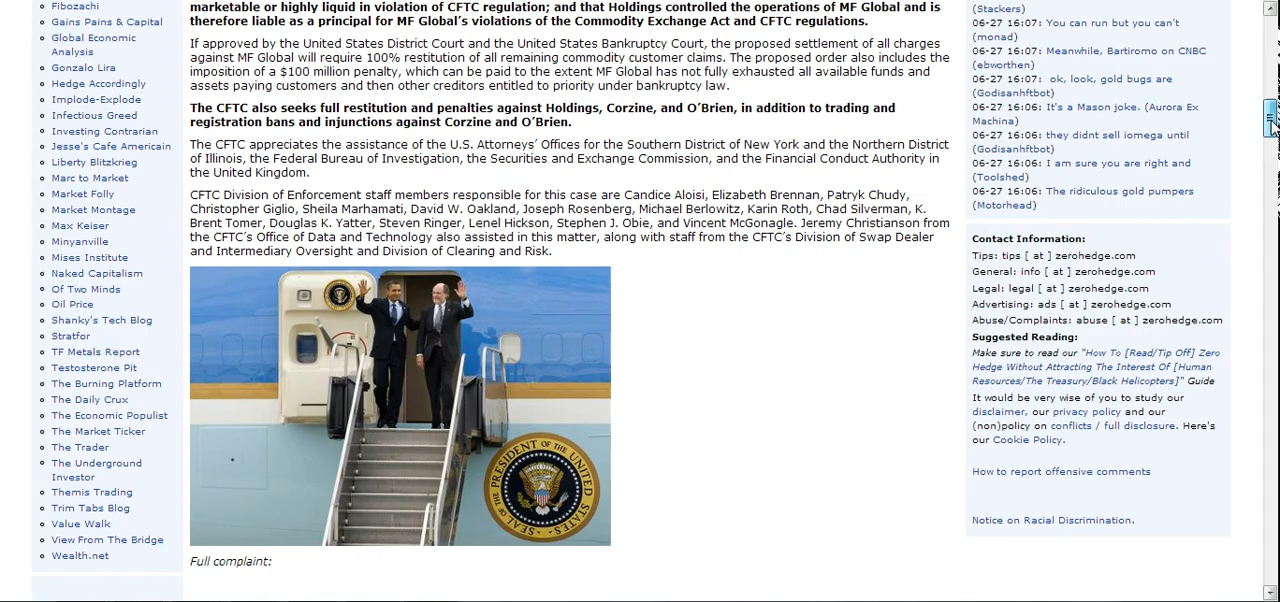 Fibozachi
Gains Pains & Capital
Global Economic
Analysis
Gonzalo Lira
Hedge Accordingly
Implode-Explode
Infectious Greed
Investing Contrarian
Jesse's Cafe Americain
Liberty Blitzkrieg
Marc to Market
Market Folly
Market Montage
Max Keiser
Minyanville
Mises Institute
Naked Capitalism
Of Two Minds
Oil Price
Shanky's Tech Blog
Stratfor
TF Metals Report
Testosterone Pit
The Burning Platform
The Daily Crux
The Economic Populist
The Market Ticker
The Trader
The Underground
Investor
Themis Trading
Trim Tabs Blog
Value Walk
View From The Bridge
Wealth.net
marketable or highly liquid in violation of CFTC regulation; and that Holdings controlled the operations of MF Global and is
therefore liable as a principal for MF Global's violations of the Commodity Exchange Act and CFTC regulations.
If approved by the United States District Court and the United States Bankruptcy Court, the proposed settlement of all charges
against MF Global will require 100% restitution of all remaining commodity customer claims. The proposed order also includes the
imposition of a $100 million penalty, which can be paid to the extent MF Global has not fully exhausted all available funds and
assets paying customers and then other creditors entitled to priority under bankruptcy law.
The CFTC also seeks full restitution and penalties against Holdings, Corzine, and O'Brien, in addition to trading and
registration bans and injunctions against Corzine and O'Brien.
The CFTC appreciates the assistance of the U.S. Attorneys' Offices for the Southern District of New York and the Northern District
of Illinois, the Federal Bureau of Investigation, the Securities and Exchange Commission, and the Financial Conduct Authority in
the United Kingdom.
CFTC Division of Enforcement staff members responsible for this case are Candice Aloisi, Elizabeth Brennan, Patryk Chudy,
Christopher Giglio, Sheila Marhamati, David W. Oakland, Joseph Rosenberg, Michael Berlowitz, Karin Roth, Chad Silverman, K.
Brent Tomer, Douglas K. Yatter, Steven Ringer, Lenel Hickson, Stephen J. Obie, and Vincent McGonagle. Jeremy Christianson from
the CFTC's Office of Data and Technology also assisted in this matter, along with staff from the CFTC's Division of Swap Dealer
and Intermediary Oversight and Division of Clearing and Risk.
SEAL OF THE PRESIDENT OF THE UNITED STATES
Full complaint:
(Stackers)
06-27 16:07: You can run but you can't
(monad)
06-27 16:07: Meanwhile, Bartiromo on CNBC
(ebworthen)
06-27 16:07: ok, look, gold bugs are
(Godisanhftbot)
06-27 16:06: It's a Mason joke. (Aurora Ex
Machina)
06-27 16:06: they didnt sell iomega until
(Godisanhftbot)
06-27 16:06: I am sure you are right and
(Toolshed)
06-27 16:06: The ridiculous gold pumpers
(Motorhead)
Contact Information:
Tips: tips [ at ] zerohedge.com
General: info [ at ] zerohedge.com
Legal: legal [ at ] zerohedge.com
Advertising: ads [ at ] zerohedge.com
Abuse/Complaints: abuse [ at ] zerohedge.com
Suggested Reading:
Make sure to read our "How To [Read/Tip Off] Zero
Hedge Without Attracting The Interest Of [Human
Resources/The Treasury/Black Helicopters]" Guide
It would be very wise of you to study our
disclaimer, our privacy policy and our
(non)policy on conflicts / full disclosure. Here's
our Cookie Policy.
How to report offensive comments
Notice on Racial Discrimination.